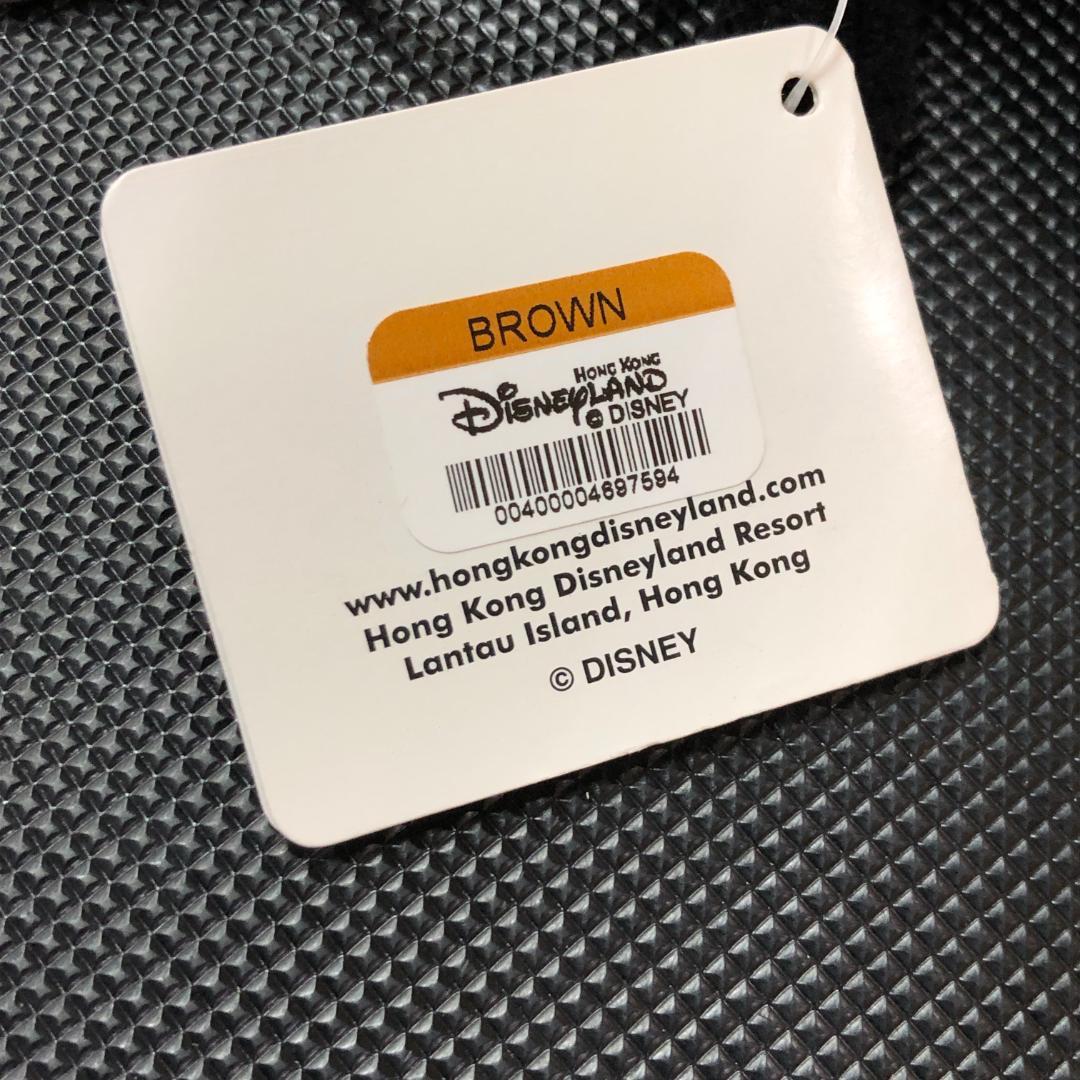 BROWN
HONG KONG
DISNEYLAND
© DISNEY
00400004697594
www.hongkongdisneyland.com
Hong Kong Disneyland Resort
Lantau Island, Hong Kong
© DISNEY